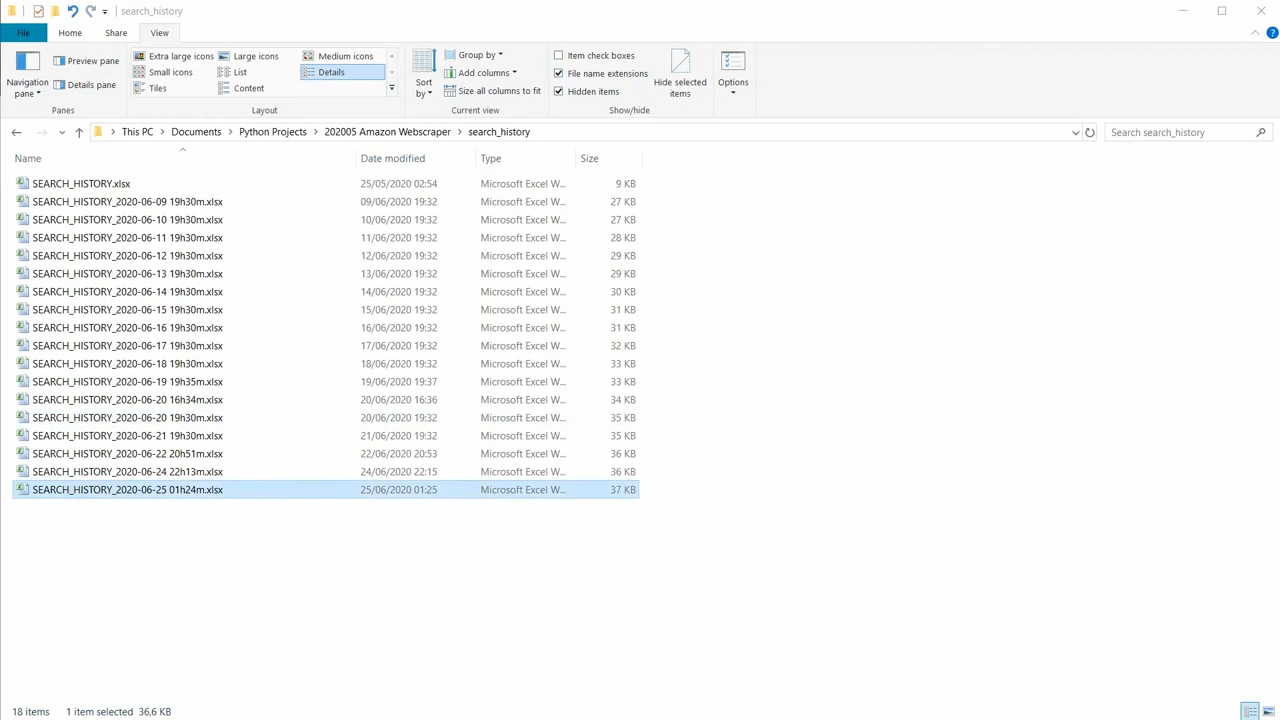 search_history
File Home Share View
Navigation pane
Preview pane
Details pane
Panes
Extra large icons Large icons Medium icons
Small icons List Details
Tiles Content
Layout
Sort by
Group by
Add columns
Size all columns to fit
Current view
Item check boxes
File name extensions
Hidden items
Hide selected items
Show/hide
Options
This PC Documents Python Projects 202005 Amazon Webscraper search_history
Search search_history
Name Date modified Type Size
SEARCH_HISTORY.xlsx 25/05/2020 02:54 Microsoft Excel W... 9 KB
SEARCH_HISTORY_2020-06-09 19h30m.xlsx 09/06/2020 19:32 Microsoft Excel W... 27 KB
SEARCH_HISTORY_2020-06-10 19h30m.xlsx 10/06/2020 19:32 Microsoft Excel W... 27 KB
SEARCH_HISTORY_2020-06-11 19h30m.xlsx 11/06/2020 19:32 Microsoft Excel W... 28 KB
SEARCH_HISTORY_2020-06-12 19h30m.xlsx 12/06/2020 19:32 Microsoft Excel W... 29 KB
SEARCH_HISTORY_2020-06-13 19h30m.xlsx 13/06/2020 19:32 Microsoft Excel W... 29 KB
SEARCH_HISTORY_2020-06-14 19h30m.xlsx 14/06/2020 19:32 Microsoft Excel W... 30 KB
SEARCH_HISTORY_2020-06-15 19h30m.xlsx 15/06/2020 19:32 Microsoft Excel W... 31 KB
SEARCH_HISTORY_2020-06-16 19h30m.xlsx 16/06/2020 19:32 Microsoft Excel W... 31 KB
SEARCH_HISTORY_2020-06-17 19h30m.xlsx 17/06/2020 19:32 Microsoft Excel W... 32 KB
SEARCH_HISTORY_2020-06-18 19h30m.xlsx 18/06/2020 19:32 Microsoft Excel W... 33 KB
SEARCH_HISTORY_2020-06-19 19h35m.xlsx 19/06/2020 19:37 Microsoft Excel W... 33 KB
SEARCH_HISTORY_2020-06-20 16h34m.xlsx 20/06/2020 16:36 Microsoft Excel W... 34 KB
SEARCH_HISTORY_2020-06-20 19h30m.xlsx 20/06/2020 19:32 Microsoft Excel W... 35 KB
SEARCH_HISTORY_2020-06-21 19h30m.xlsx 21/06/2020 19:32 Microsoft Excel W... 35 KB
SEARCH_HISTORY_2020-06-22 20h51m.xlsx 22/06/2020 20:53 Microsoft Excel W... 36 KB
SEARCH_HISTORY_2020-06-24 22h13m.xlsx 24/06/2020 22:15 Microsoft Excel W... 36 KB
SEARCH_HISTORY_2020-06-25 01h24m.xlsx 25/06/2020 01:25 Microsoft Excel W... 37 KB
18 items 1 item selected 36,6 KB